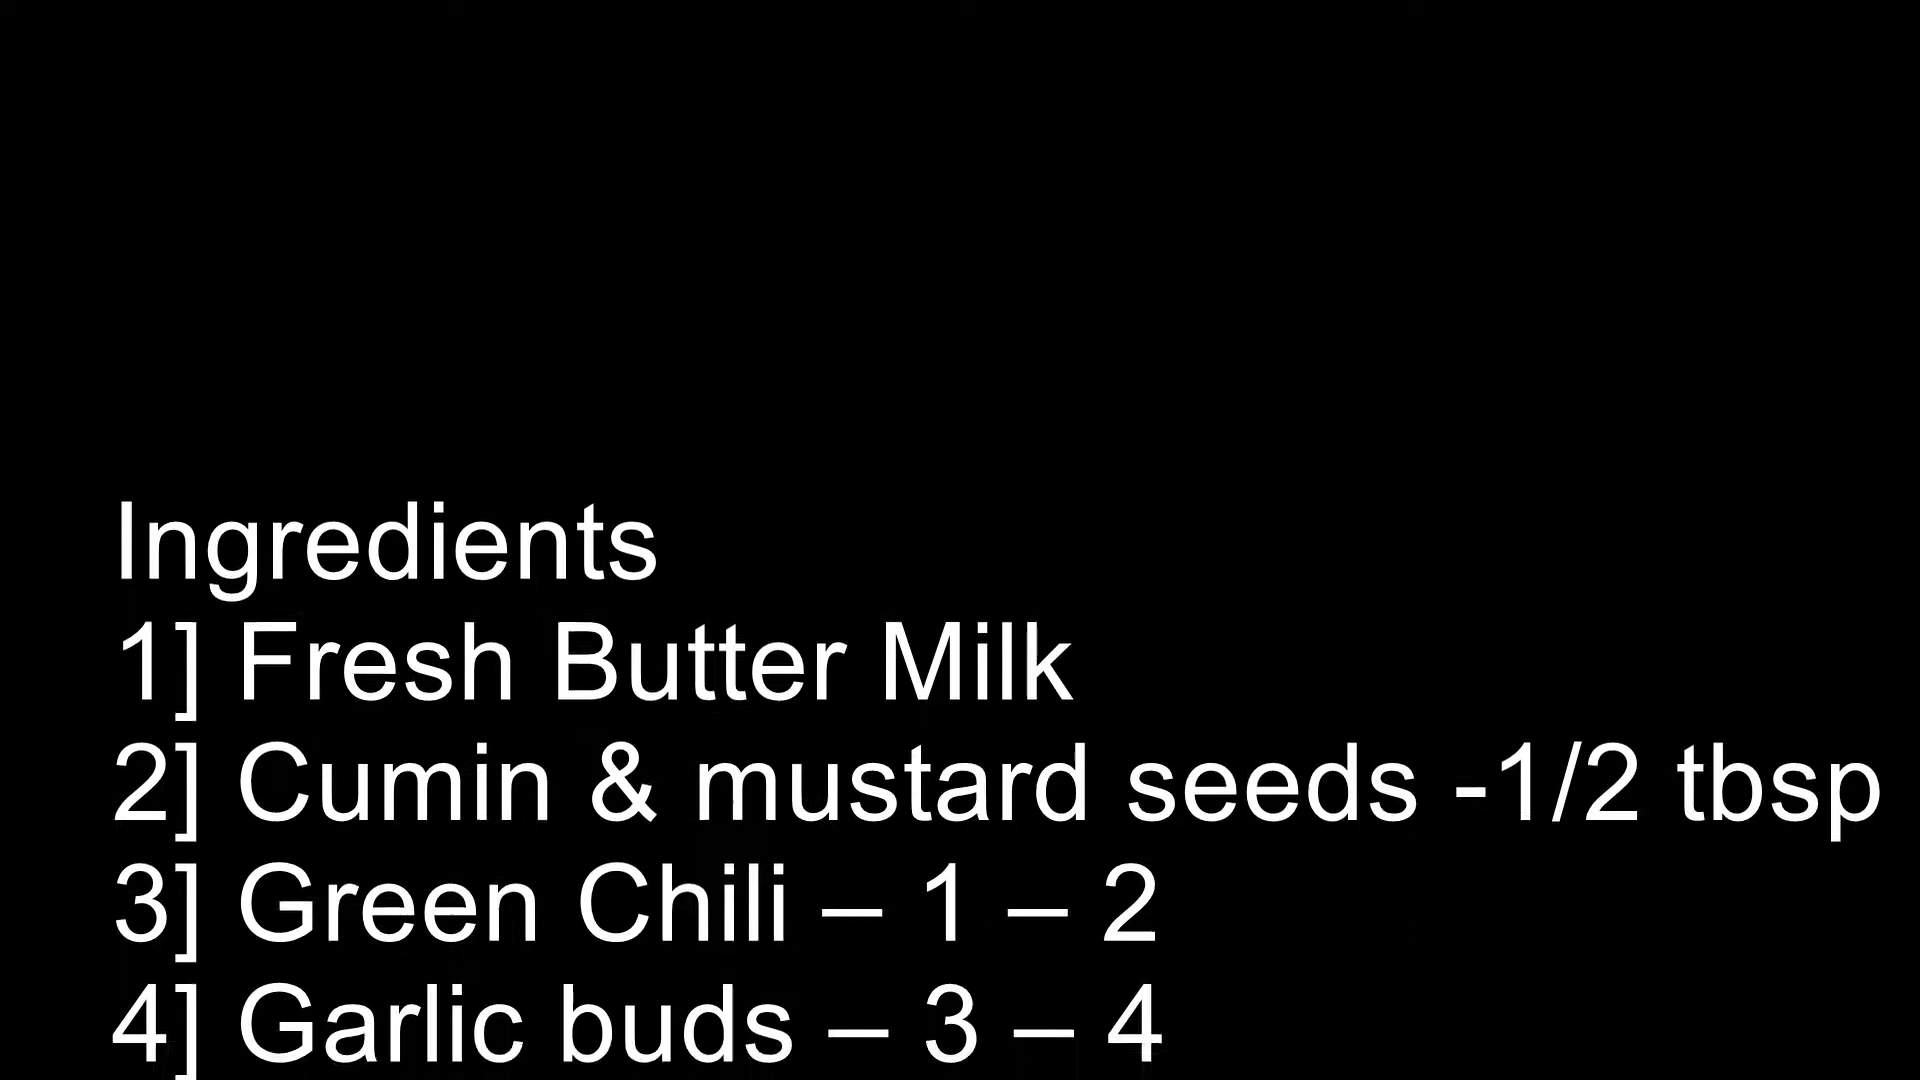 Ingredients
1] Fresh Butter Milk
2] Cumin & mustard seeds -1/2 tbsp
3] Green Chili – 1 – 2
4] Garlic buds – 3 – 4